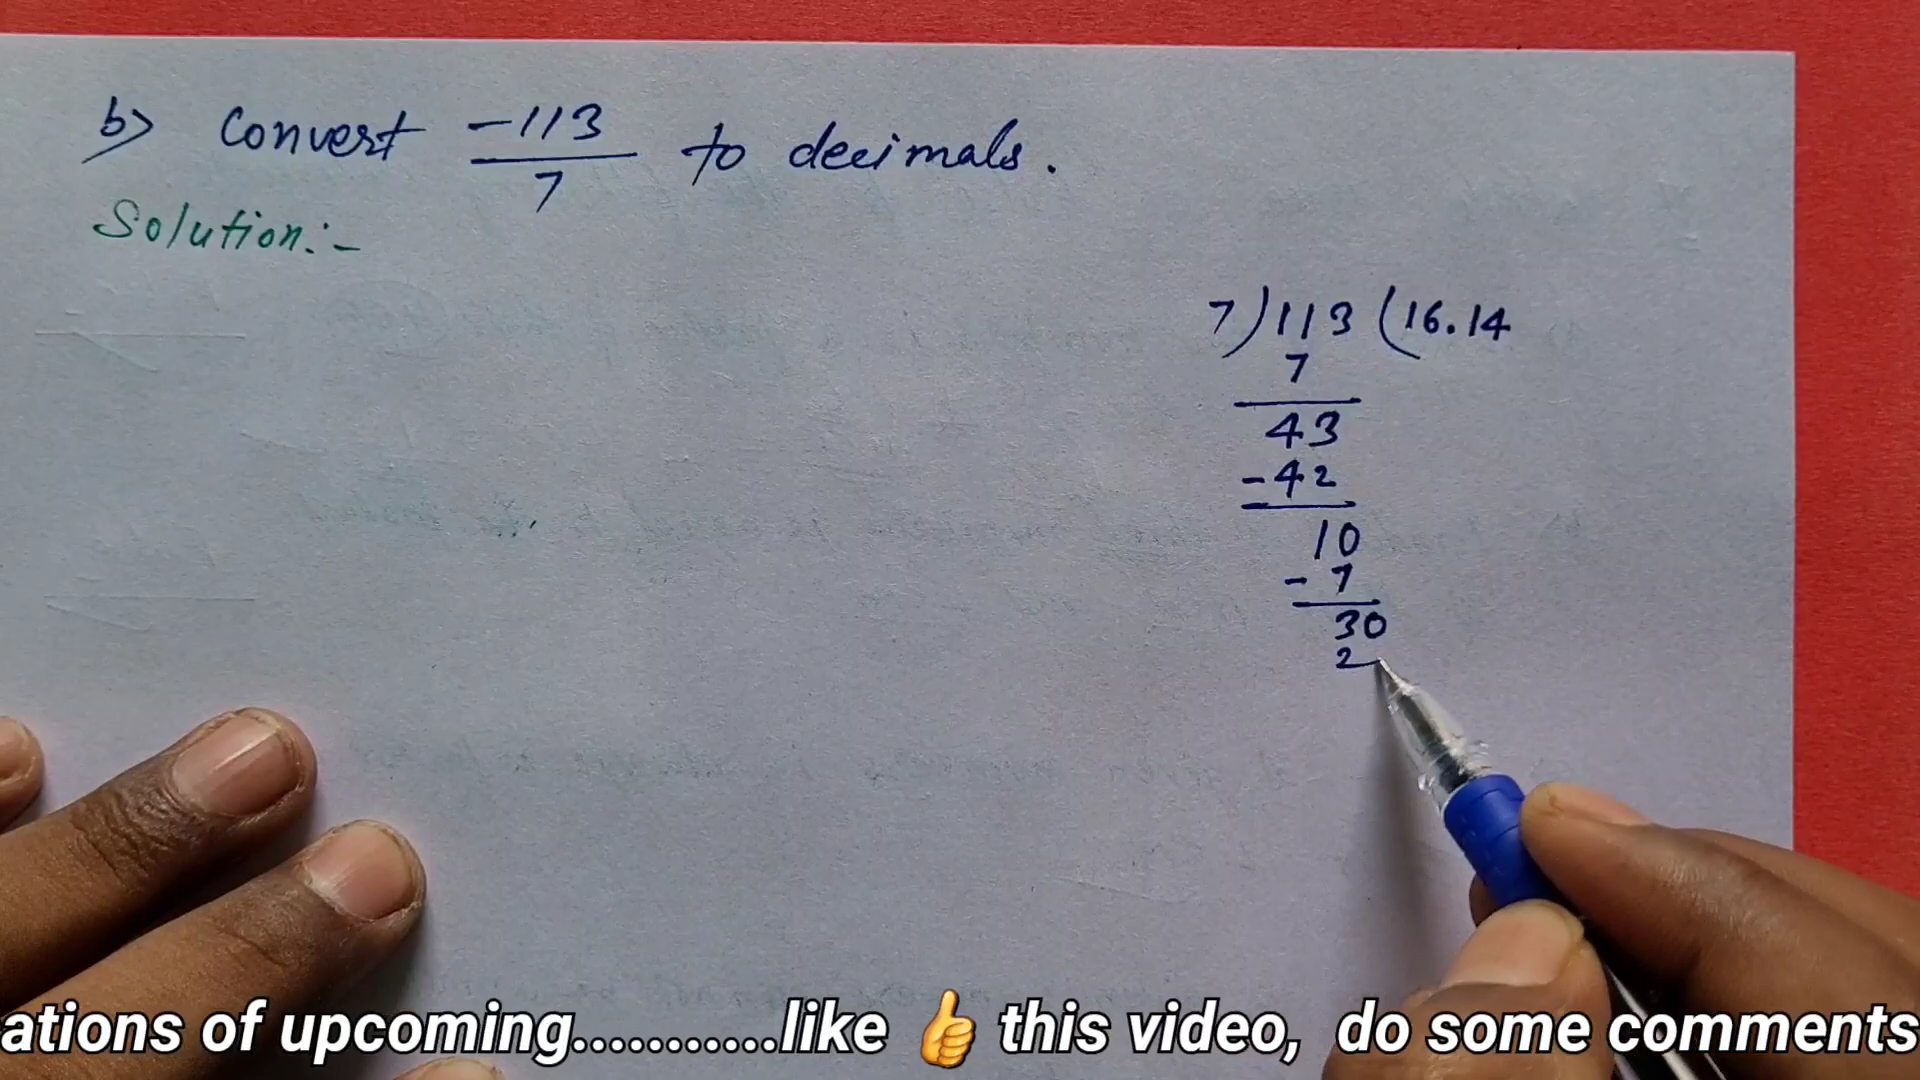 b> Convert -113/7 to decimals.
Solution:-
7)113(16.14
7
43
-42
10
-7
30
2
ations of upcoming...........like 👍 this video, do some comments